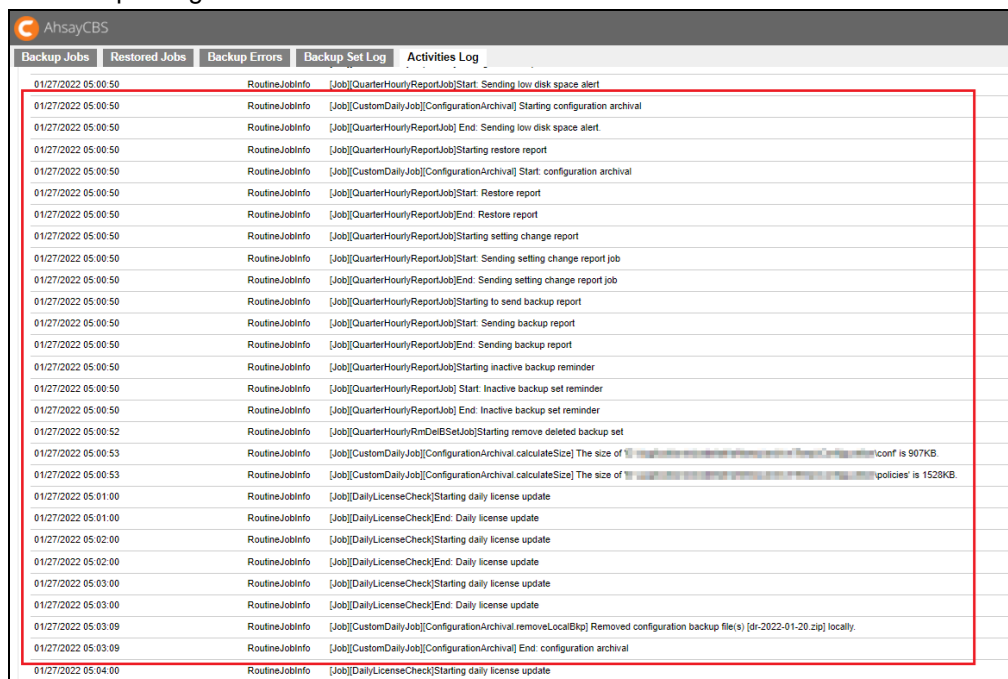 AhsayCBS
Backup Jobs Restored Jobs Backup Errors Backup Set Log Activities Log
01/27/2022 05:00:50 RoutineJobInfo [Job][QuarterHourlyReportJob]Start: Sending low disk space alert
01/27/2022 05:00:50 RoutineJobInfo [Job][CustomDailyJob][ConfigurationArchival] Starting configuration archival
01/27/2022 05:00:50 RoutineJobInfo [Job][QuarterHourlyReportJob] End: Sending low disk space alert.
01/27/2022 05:00:50 RoutineJobInfo [Job][QuarterHourlyReportJob]Starting restore report
01/27/2022 05:00:50 RoutineJobInfo [Job][CustomDailyJob][ConfigurationArchival] Start: configuration archival
01/27/2022 05:00:50 RoutineJobInfo [Job][QuarterHourlyReportJob]Start: Restore report
01/27/2022 05:00:50 RoutineJobInfo [Job][QuarterHourlyReportJob]End: Restore report
01/27/2022 05:00:50 RoutineJobInfo [Job][QuarterHourlyReportJob]Starting setting change report
01/27/2022 05:00:50 RoutineJobInfo [Job][QuarterHourlyReportJob]Start: Sending setting change report job
01/27/2022 05:00:50 RoutineJobInfo [Job][QuarterHourlyReportJob]End: Sending setting change report job
01/27/2022 05:00:50 RoutineJobInfo [Job][QuarterHourlyReportJob]Starting to send backup report
01/27/2022 05:00:50 RoutineJobInfo [Job][QuarterHourlyReportJob]Start: Sending backup report
01/27/2022 05:00:50 RoutineJobInfo [Job][QuarterHourlyReportJob]End: Sending backup report
01/27/2022 05:00:50 RoutineJobInfo [Job][QuarterHourlyReportJob]Starting inactive backup reminder
01/27/2022 05:00:50 RoutineJobInfo [Job][QuarterHourlyReportJob] Start: Inactive backup set reminder
01/27/2022 05:00:50 RoutineJobInfo [Job][QuarterHourlyReportJob] End: Inactive backup set reminder
01/27/2022 05:00:52 RoutineJobInfo [Job][QuarterHourlyRmDelBSetJob]Starting remove deleted backup set
01/27/2022 05:00:53 RoutineJobInfo [Job][CustomDailyJob][ConfigurationArchival.calculateSize] The size of \conf' is 907KB.
01/27/2022 05:00:53 RoutineJobInfo [Job][CustomDailyJob][ConfigurationArchival.calculateSize] The size of \policies' is 1528KB.
01/27/2022 05:01:00 RoutineJobInfo [Job][DailyLicenseCheck]Starting daily license update
01/27/2022 05:01:00 RoutineJobInfo [Job][DailyLicenseCheck]End: Daily license update
01/27/2022 05:02:00 RoutineJobInfo [Job][DailyLicenseCheck]Starting daily license update
01/27/2022 05:02:00 RoutineJobInfo [Job][DailyLicenseCheck]End: Daily license update
01/27/2022 05:03:00 RoutineJobInfo [Job][DailyLicenseCheck]Starting daily license update
01/27/2022 05:03:00 RoutineJobInfo [Job][DailyLicenseCheck]End: Daily license update
01/27/2022 05:03:09 RoutineJobInfo [Job][CustomDailyJob][ConfigurationArchival.removeLocalBkp] Removed configuration backup file(s) [dr-2022-01-20.zip] locally.
01/27/2022 05:03:09 RoutineJobInfo [Job][CustomDailyJob][ConfigurationArchival] End: configuration archival
01/27/2022 05:04:00 RoutineJobInfo [Job][DailyLicenseCheck]Starting daily license update